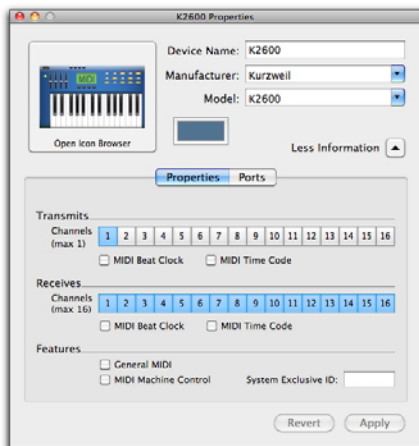 K2600 Properties
MIDI
Open Icon Browser
Device Name: K2600
Manufacturer: Kurzweil
Model: K2600
Less Information
Properties Ports
Transmits
Channels (max 1) 1 2 3 4 5 6 7 8 9 10 11 12 13 14 15 16
MIDI Beat Clock MIDI Time Code
Receives
Channels (max 16) 1 2 3 4 5 6 7 8 9 10 11 12 13 14 15 16
MIDI Beat Clock MIDI Time Code
Features
General MIDI
MIDI Machine Control System Exclusive ID:
Revert Apply